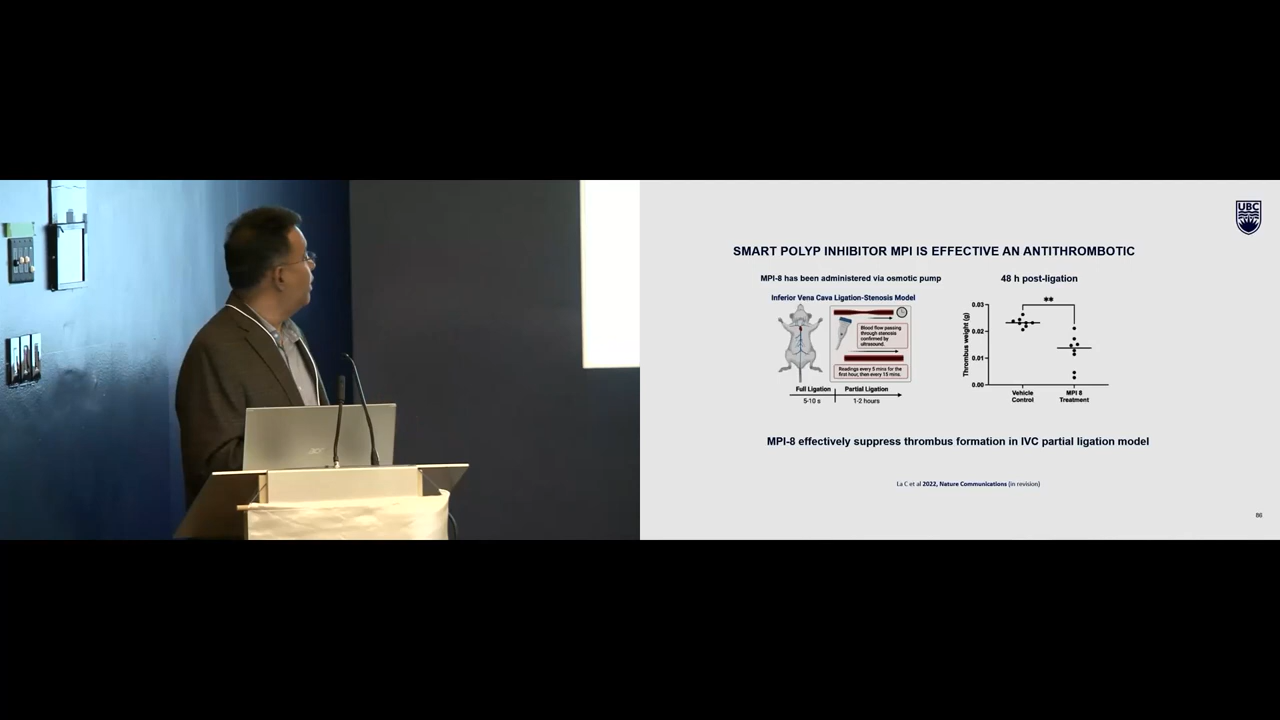 UBC
SMART POLYP INHIBITOR MPI IS EFFECTIVE AN ANTITHROMBOTIC
MPI-8 has been administered via osmotic pump
Inferior Vena Cava Ligation-Stenosis Model
Blood flow passing
through stenosis
confirmed by
ultrasound.
Readings every 5 mins for the
first hour, then every 15 mins.
Full Ligation
Partial Ligation
5-10 s
1-2 hours
48 h post-ligation
**
Thrombus weight (g)
0.03
0.02
0.01
0.00
Vehicle
Control
MPI 8
Treatment
MPI-8 effectively suppress thrombus formation in IVC partial ligation model
La C et al 2022, Nature Communications (in revision)
86
acer